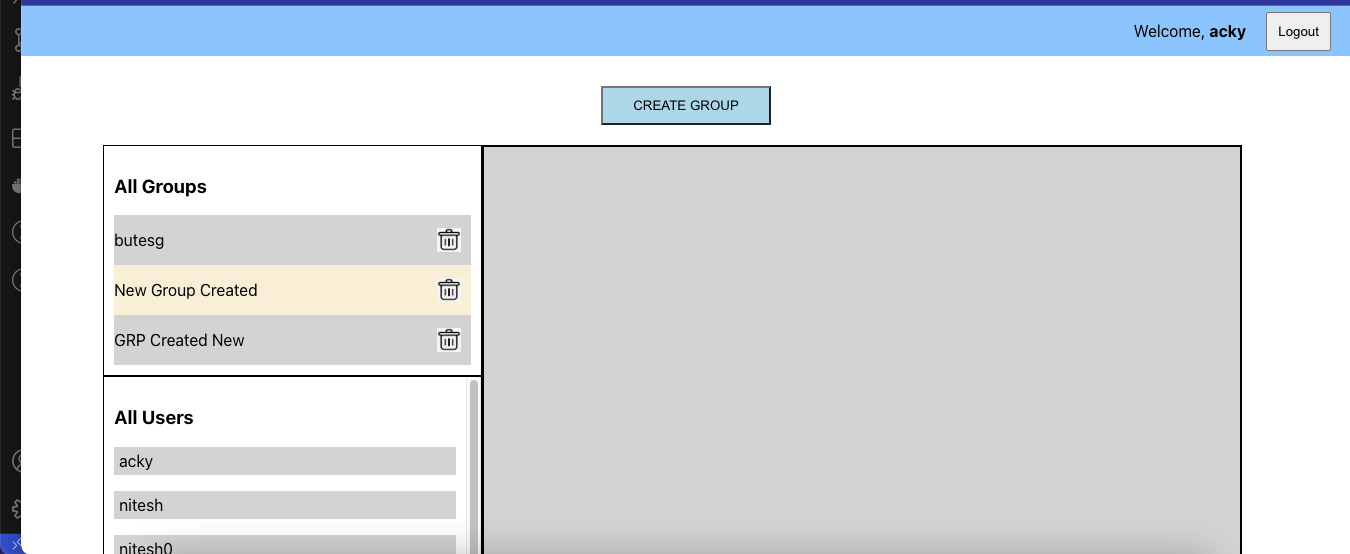 Welcome, acky
Logout
CREATE GROUP
All Groups
butesg
New Group Created
GRP Created New
All Users
acky
nitesh
nitesh0